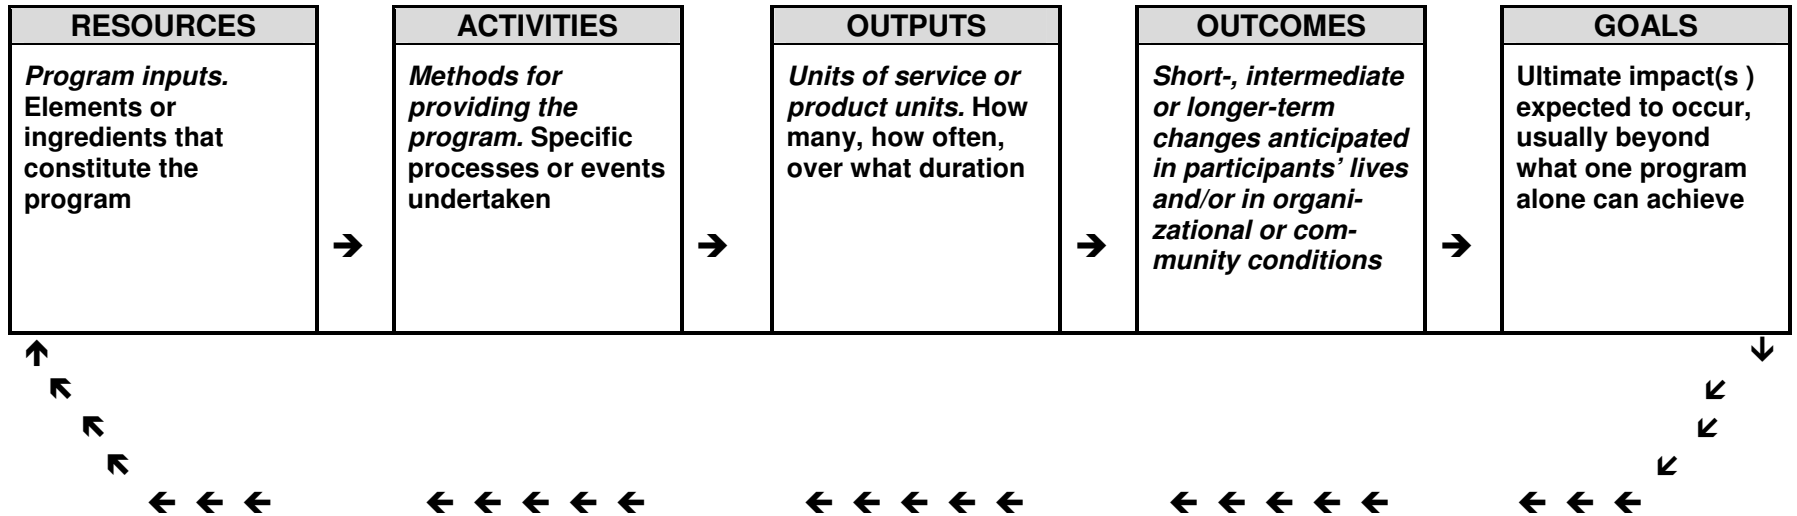 RESOURCES
Program inputs.
Elements or
ingredients that
constitute the
program
ACTIVITIES
Methods for
providing the
program. Specific
processes or events
undertaken
OUTPUTS
Units of service or
product units. How
many, how often,
over what duration
OUTCOMES
Short-, intermediate
or longer-term
changes anticipated
in participants’ lives
and/or in organi-
zational or com-
munity conditions
GOALS
Ultimate impact(s )
expected to occur,
usually beyond
what one program
alone can achieve